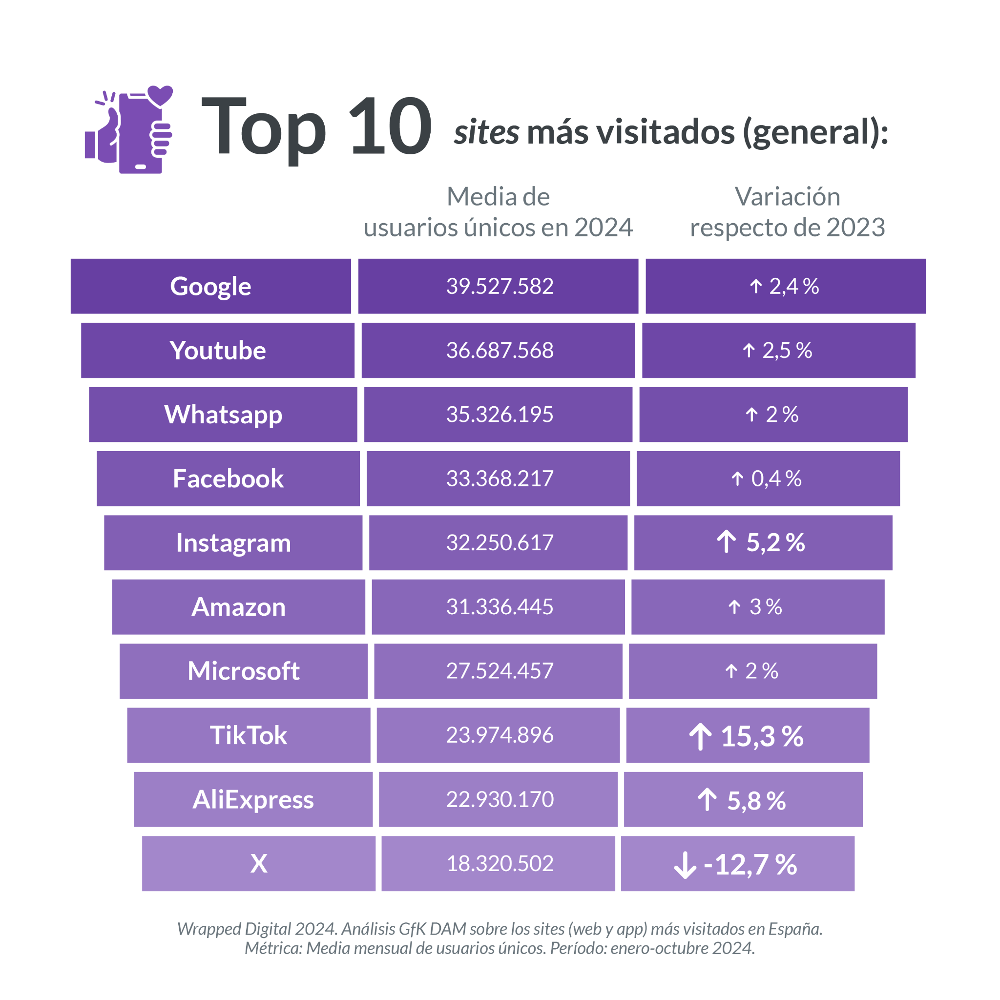 Top 10 sites más visitados (general):
Media de
usuarios únicos en 2024
Variación
respecto de 2023
Google 39.527.582 ↑ 2,4 %
Youtube 36.687.568 ↑ 2,5 %
Whatsapp 35.326.195 ↑ 2 %
Facebook 33.368.217 ↑ 0,4 %
Instagram 32.250.617 ↑ 5,2 %
Amazon 31.336.445 ↑ 3 %
Microsoft 27.524.457 ↑ 2 %
TikTok 23.974.896 ↑ 15,3 %
AliExpress 22.930.170 ↑ 5,8 %
X 18.320.502 ↓ -12,7 %
Wrapped Digital 2024. Análisis GfK DAM sobre los sites (web y app) más visitados en España.
Métrica: Media mensual de usuarios únicos. Período: enero-octubre 2024.